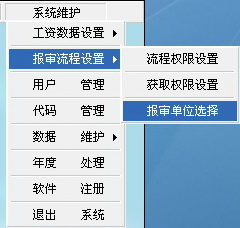 系统维护
工资数据设置
报审流程设置
用户 管理
代码 管理
数据 维护
年度 处理
软件 注册
退出 系统
流程权限设置
获取权限设置
报审单位选择